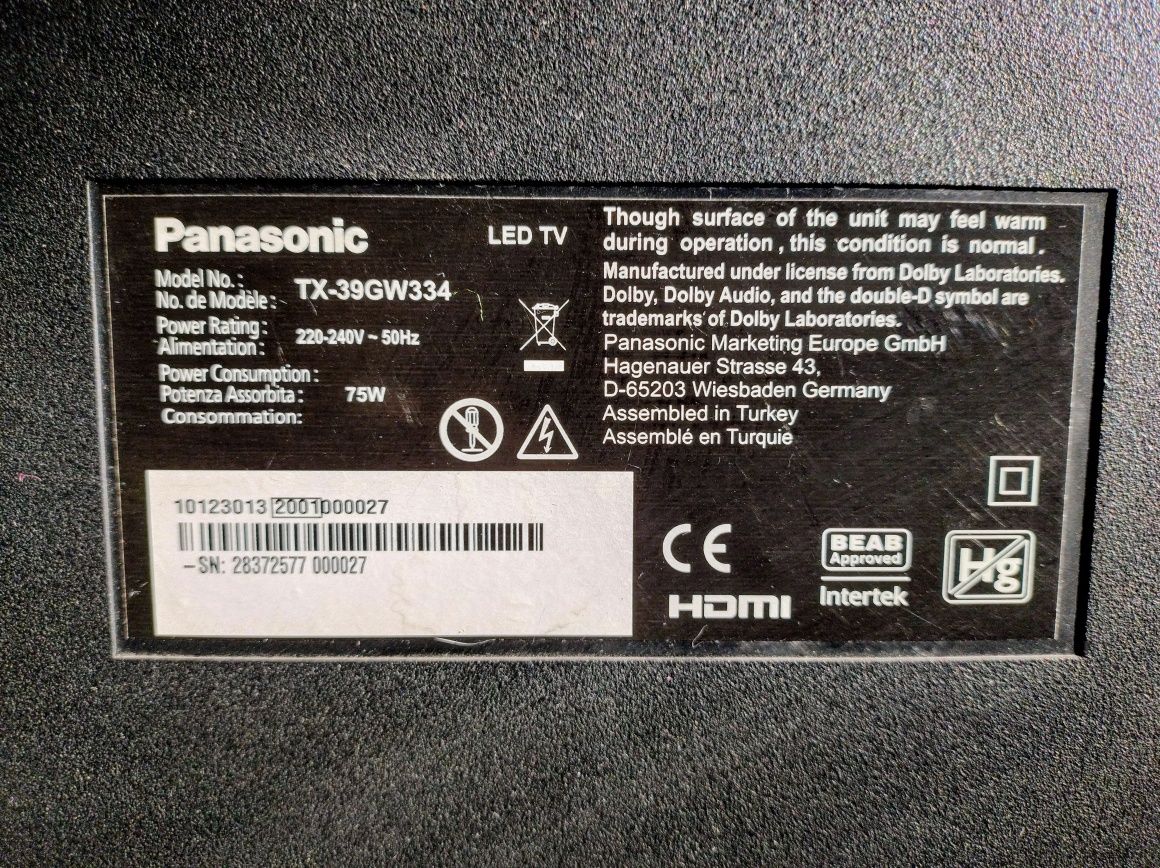 Panasonic
LED TV
Model No.:
No. de Modèle:
TX-39GW334
Power Rating:
Alimentation:
220-240V ~ 50Hz
Power Consumption:
Potenza Assorbita:
Consommation:
75W
Though surface of the unit may feel warm
during operation , this condition is normal .
Manufactured under license from Dolby Laboratories.
Dolby, Dolby Audio, and the double-D symbol are
trademarks of Dolby Laboratories.
Panasonic Marketing Europe GmbH
Hagenauer Strasse 43,
D-65203 Wiesbaden Germany
Assembled in Turkey
Assemblé en Turquie
10123013 2001000027
-SN: 28372577 000027
CE
HDMI
BEAB
Approved
Intertek
Hg